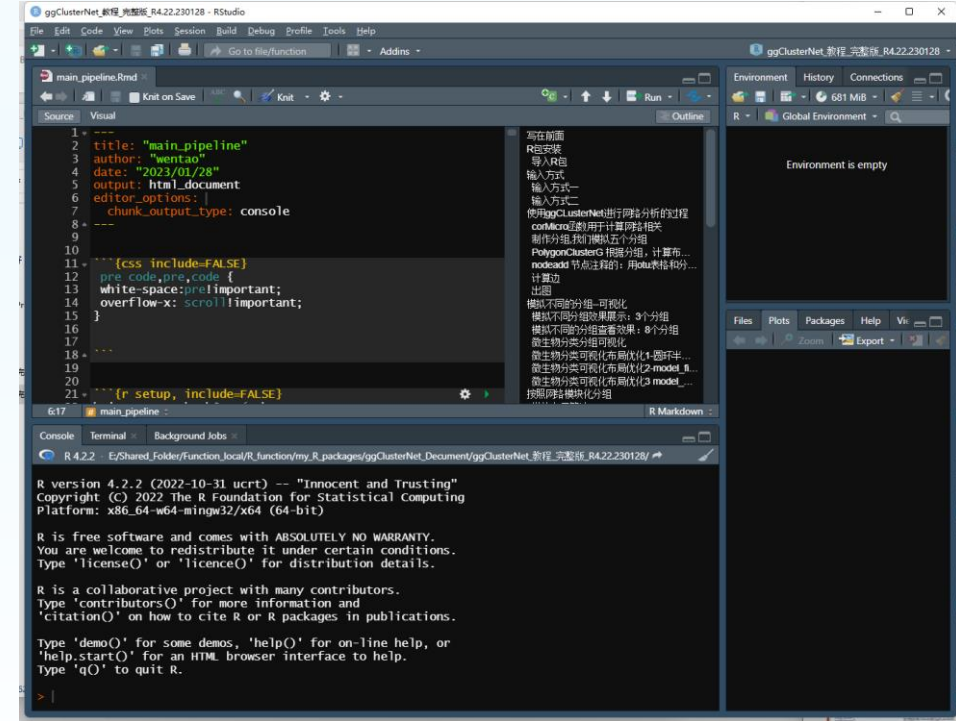 ggClusterNet_教程_完整版_R4.22.230128 - RStudio
File Edit Code View Plots Session Build Debug Profile Tools Help
Go to file/function Addins
ggClusterNet_教程_完整版_R4.22.230128
main_pipeline.Rmd
Knit on Save Knit Run
Source Visual Outline
1 ---
2 title: "main_pipeline"
3 author: "wentao"
4 date: "2023/01/28"
5 output: html_document
6 editor_options:
7 chunk_output_type: console
8 ---
9
10
11 ```{css include=FALSE}
12 pre code,pre,code {
13 white-space:pre!important;
14 overflow-x: scroll!important;
15 }
16
17
18 ```
19
20
21 ```{r setup, include=FALSE}
写在前面
R包安装
导入R包
输入方式
输入方式一
输入方式二
使用ggCLusterNet进行网络分析的过程
corMicro函数用于计算网络相关
制作分组,我们模拟五个分组
PolygonClusterG 根据分组，计算布...
nodeadd 节点注释的：用otu表格和分...
计算边
出图
模拟不同的分组--可视化
模拟不同分组效果展示：3个分组
模拟不同的分组查看效果：8个分组
微生物分类分组可视化
微生物分类可视化布局优化1-圆环半...
微生物分类可视化布局优化2-model_fi...
微生物分类可视化布局优化3 model_...
按照网络模块化分组
6:17 main_pipeline R Markdown
Environment History Connections
681 MiB
R Global Environment
Environment is empty
Files Plots Packages Help Vie
Zoom Export
Console Terminal Background Jobs
R 4.2.2 · E:/Shared_Folder/Function_local/R_function/my_R_packages/ggClusterNet_Decument/ggClusterNet_教程_完整版_R4.22.230128/
R version 4.2.2 (2022-10-31 ucrt) -- "Innocent and Trusting"
Copyright (C) 2022 The R Foundation for Statistical Computing
Platform: x86_64-w64-mingw32/x64 (64-bit)
R is free software and comes with ABSOLUTELY NO WARRANTY.
You are welcome to redistribute it under certain conditions.
Type 'license()' or 'licence()' for distribution details.
R is a collaborative project with many contributors.
Type 'contributors()' for more information and
'citation()' on how to cite R or R packages in publications.
Type 'demo()' for some demos, 'help()' for on-line help, or
'help.start()' for an HTML browser interface to help.
Type 'q()' to quit R.
>